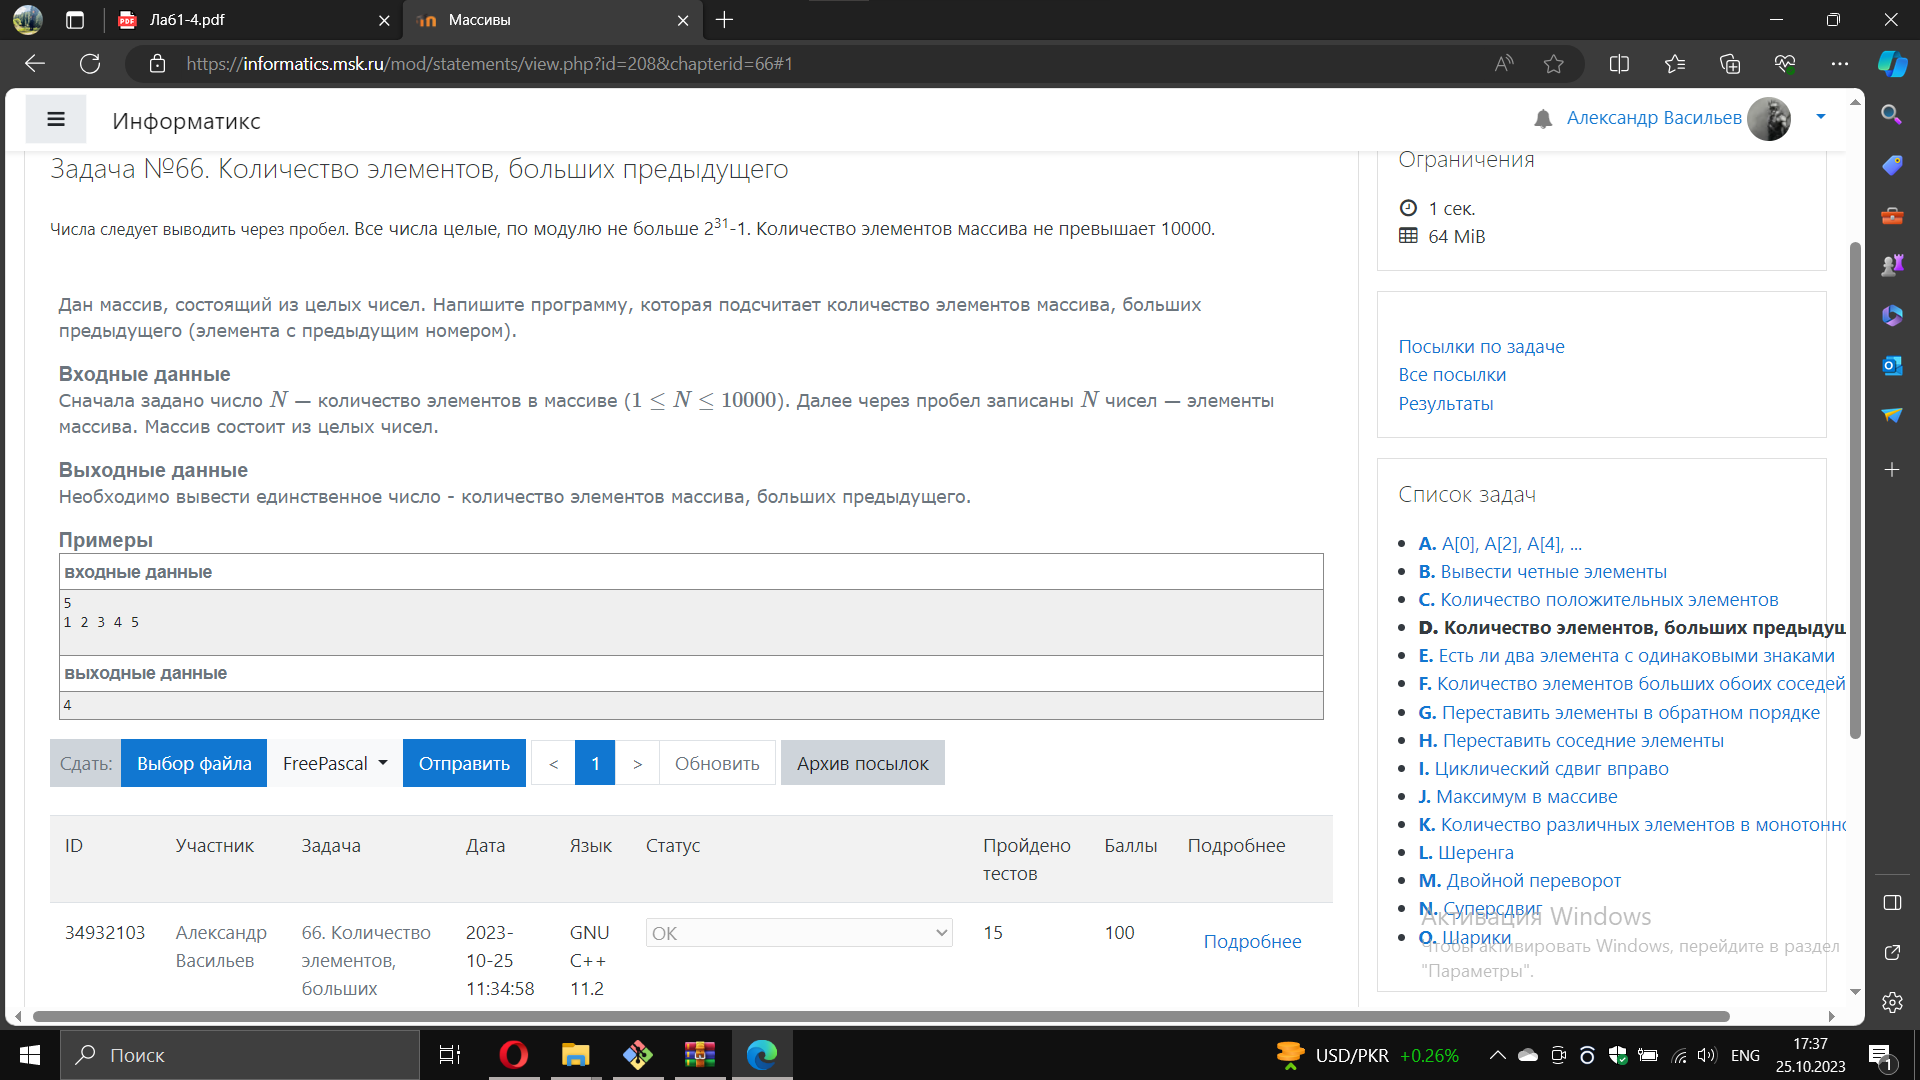 Лаб1-4.pdf
Массивы
https://informatics.msk.ru/mod/statements/view.php?id=208&chapterid=66#1
Информатикс
Александр Васильев
Задача №66. Количество элементов, больших предыдущего
Числа следует выводить через пробел. Все числа целые, по модулю не больше 2^31-1. Количество элементов массива не превышает 10000.
Дан массив, состоящий из целых чисел. Напишите программу, которая подсчитает количество элементов массива, больших
предыдущего (элемента с предыдущим номером).
Входные данные
Сначала задано число N — количество элементов в массиве (1 ≤ N ≤ 10000). Далее через пробел записаны N чисел — элементы
массива. Массив состоит из целых чисел.
Выходные данные
Необходимо вывести единственное число - количество элементов массива, больших предыдущего.
Примеры
входные данные
5
1 2 3 4 5
выходные данные
4
Сдать: Выбор файла FreePascal Отправить < 1 > Обновить Архив посылок
ID Участник Задача Дата Язык Статус Пройдено тестов Баллы Подробнее
34932103 Александр Васильев 66. Количество элементов, больших 2023-10-25 11:34:58 GNU C++ 11.2 OK 15 100 Подробнее
Ограничения
1 сек.
64 MiB
Посылки по задаче
Все посылки
Результаты
Список задач
A. A[0], A[2], A[4], ...
B. Вывести четные элементы
C. Количество положительных элементов
D. Количество элементов, больших предыдущ
E. Есть ли два элемента с одинаковыми знаками
F. Количество элементов больших обоих соседей
G. Переставить элементы в обратном порядке
H. Переставить соседние элементы
I. Циклический сдвиг вправо
J. Максимум в массиве
K. Количество различных элементов в монотонно
L. Шеренга
M. Двойной переворот
N. Суперсдвиг
O. Шарики
Активация Windows
Чтобы активировать Windows, перейдите в раздел
"Параметры".
Поиск
USD/PKR +0.26%
ENG
17:37
25.10.2023
1